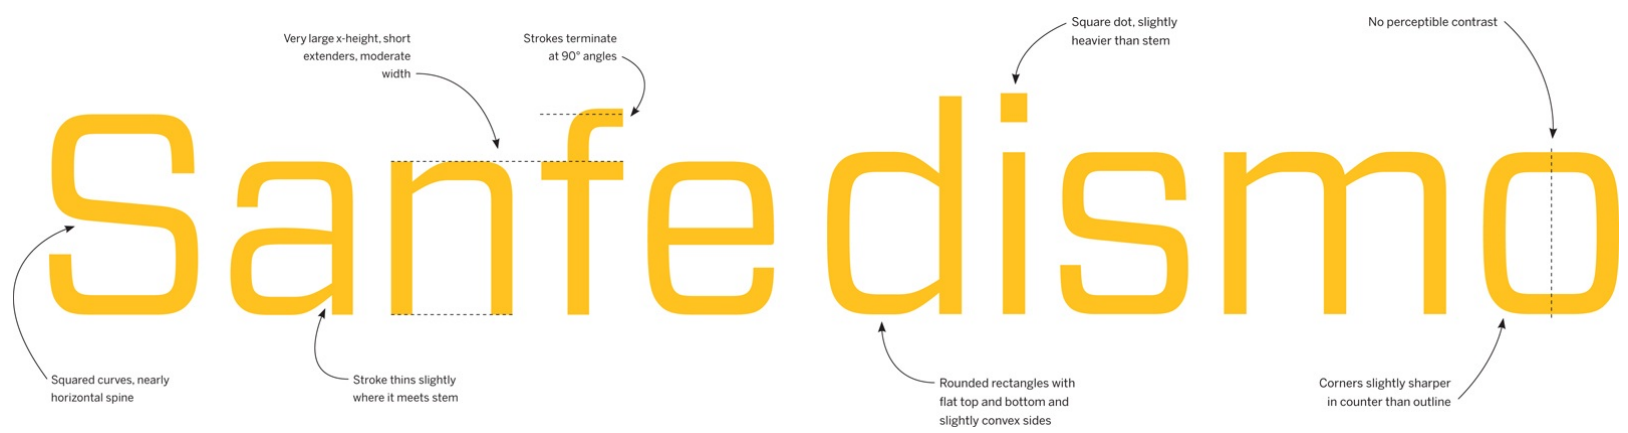 Very large x-height, short
extenders, moderate
width
Strokes terminate
at 90° angles
Square dot, slightly
heavier than stem
No perceptible contrast
Sanfe dismo
Squared curves, nearly
horizontal spine
Stroke thins slightly
where it meets stem
Rounded rectangles with
flat top and bottom and
slightly convex sides
Corners slightly sharper
in counter than outline